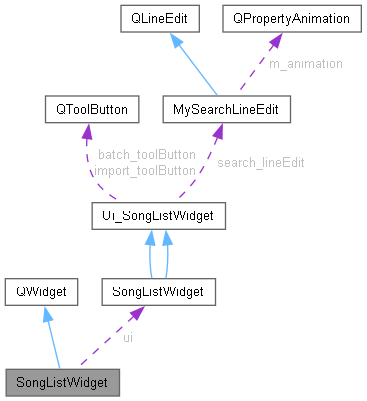 QLineEdit
QPropertyAnimation
m_animation
QToolButton
MySearchLineEdit
batch_toolButton
import_toolButton
search_lineEdit
Ui_SongListWidget
QWidget
SongListWidget
ui
SongListWidget